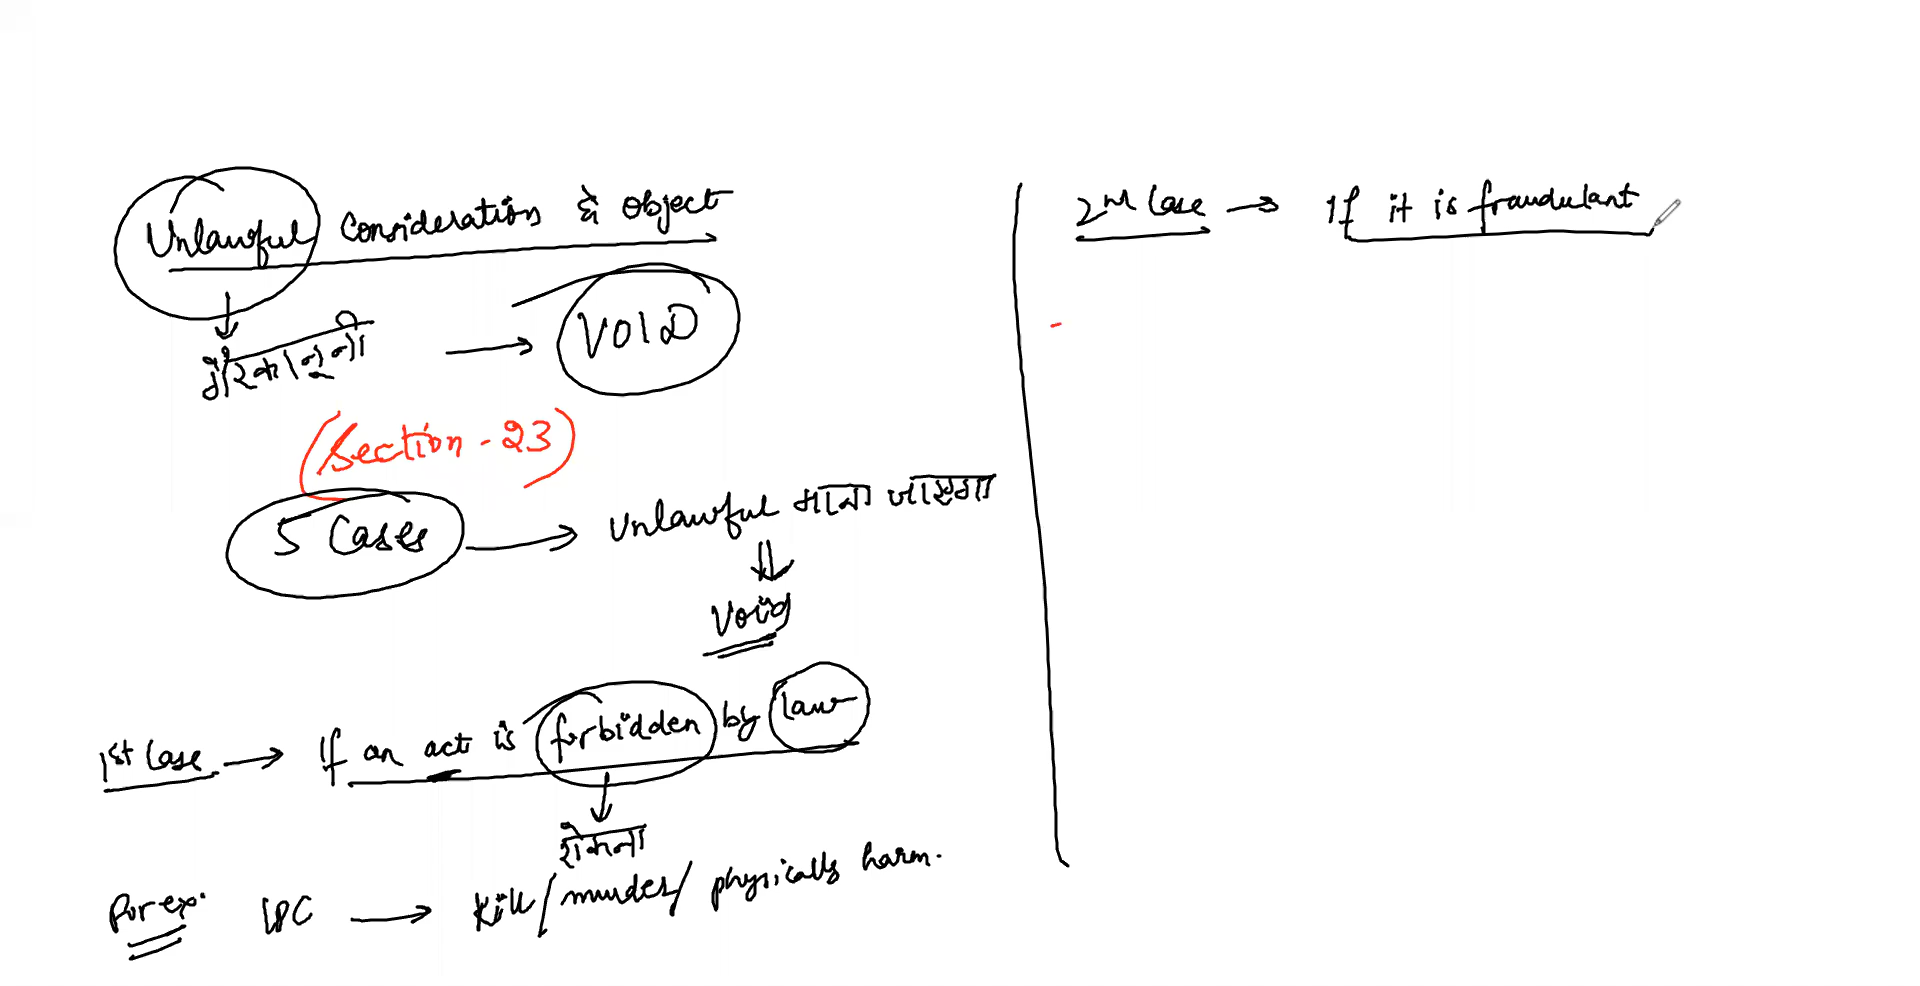 Unlawful Consideration & Object
गैरकानूनी → VOID
(Section - 23)
5 Cases → Unlawful माना जाएगा
Void
1st Case → If an act is forbidden by law
रोकना
For ex. IPC → Kill/murder/physically harm.
2nd Case → If it is fraudulant